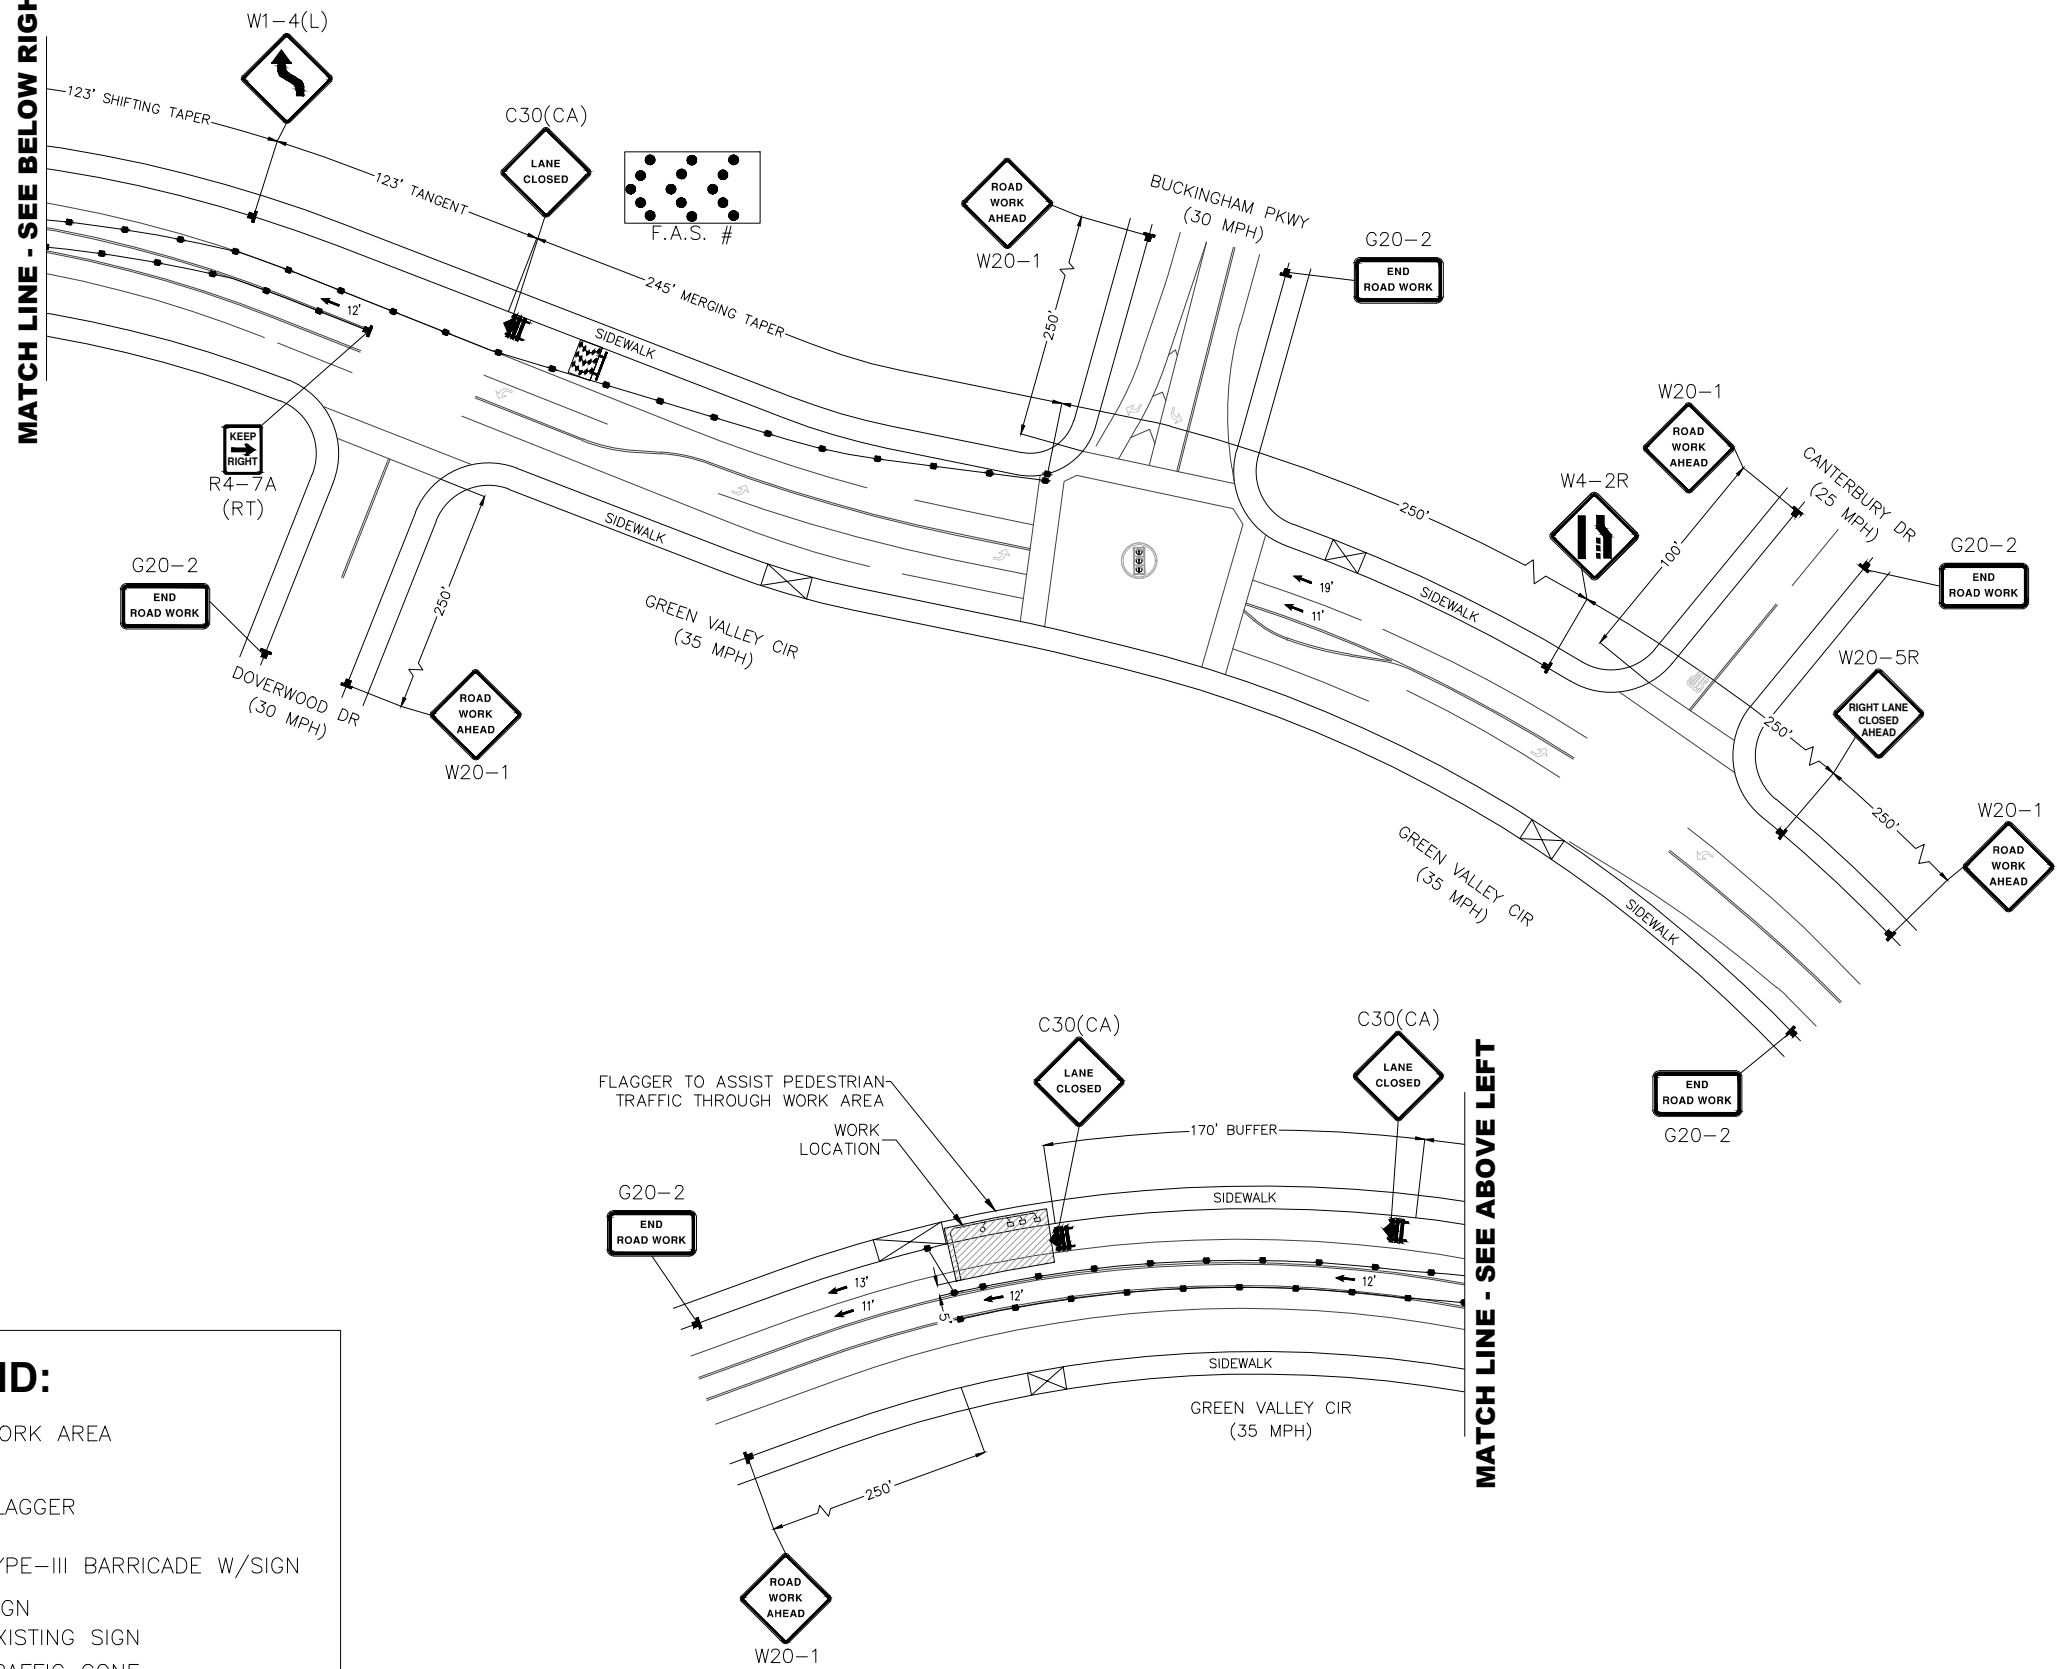 MATCH LINE - SEE BELOW RIGH
W1-4(L)
123' SHIFTING TAPER
C30(CA)
LANE
CLOSED
123' TANGENT
F.A.S. #
245' MERGING TAPER
SIDEWALK
12'
KEEP
RIGHT
R4-7A
(RT)
ROAD
WORK
AHEAD
W20-1
250'
BUCKINGHAM PKWY
(30 MPH)
G20-2
END
ROAD WORK
W20-1
ROAD
WORK
AHEAD
W4-2R
250'
100'
CANTERBURY DR
(25 MPH)
G20-2
END
ROAD WORK
W20-5R
RIGHT LANE
CLOSED
AHEAD
250'
250'
W20-1
ROAD
WORK
AHEAD
19'
11'
SIDEWALK
G20-2
END
ROAD WORK
DOVERWOOD DR
(30 MPH)
250'
ROAD
WORK
AHEAD
W20-1
SIDEWALK
GREEN VALLEY CIR
(35 MPH)
GREEN VALLEY CIR
(35 MPH)
SIDEWALK
END
ROAD WORK
G20-2
C30(CA)
LANE
CLOSED
C30(CA)
LANE
CLOSED
MATCH LINE - SEE ABOVE LEFT
FLAGGER TO ASSIST PEDESTRIAN
TRAFFIC THROUGH WORK AREA
WORK
LOCATION
170' BUFFER
SIDEWALK
G20-2
END
ROAD WORK
13'
11'
12'
12'
5'
SIDEWALK
GREEN VALLEY CIR
(35 MPH)
250'
ROAD
WORK
AHEAD
W20-1
ND:
ORK AREA
LAGGER
YPE-III BARRICADE W/SIGN
IGN
XISTING SIGN
RAFFIC CONE